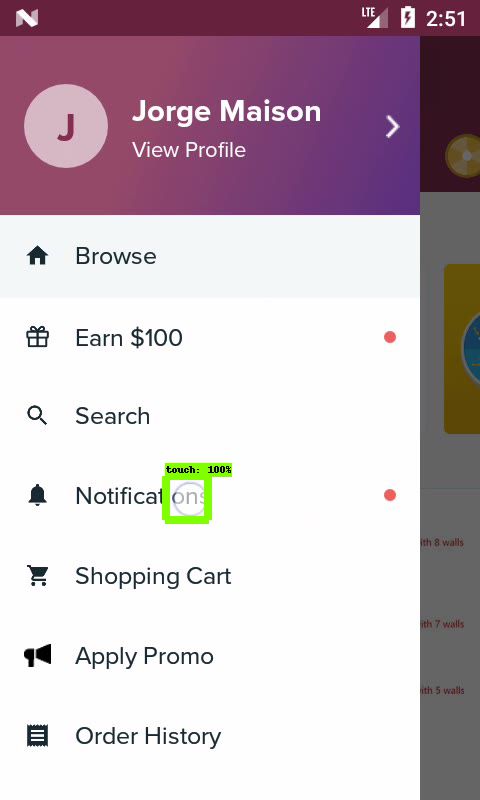 LTE 2:51
J
Jorge Maison
View Profile
Browse
Earn $100
Search
touch: 100%
Notifications
ith 8 walls
Shopping Cart
ith 7 walls
Apply Promo
ith 5 walls
Order History